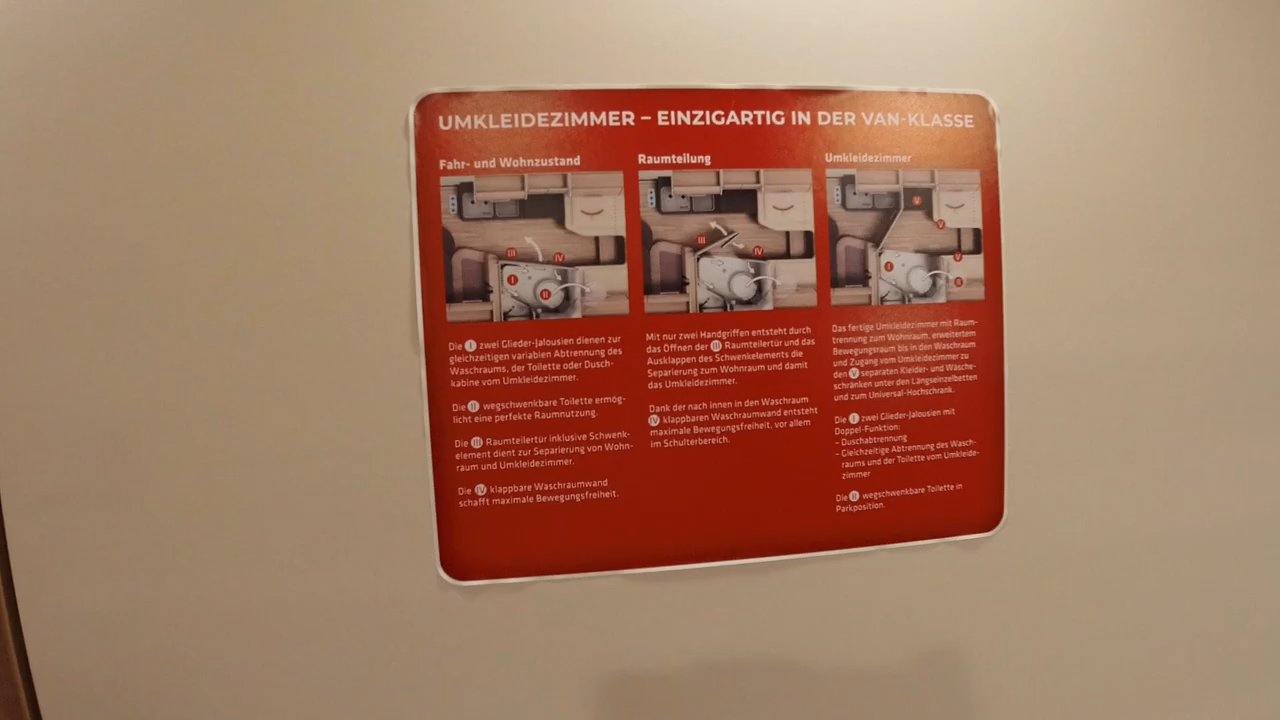 UMKLEIDEZIMMER – EINZIGARTIG IN DER VAN-KLASSE
Fahr- und Wohnzustand
III
IV
I
II
Die I zwei Glieder-Jalousien dienen zur
gleichzeitigen variablen Abtrennung des
Waschraums, der Toilette oder Dusch-
kabine vom Umkleidezimmer.
Die II wegschwenkbare Toilette ermög-
licht eine perfekte Raumnutzung.
Die III Raumteilertür inklusive Schwenk-
element dient zur Separierung von Wohn-
raum und Umkleidezimmer.
Die IV klappbare Waschraumwand
schafft maximale Bewegungsfreiheit.
Raumteilung
III
IV
Mit nur zwei Handgriffen entsteht durch
das Öffnen der III Raumteilertür und das
Ausklappen des Schwenkelements die
Separierung zum Wohnraum und damit
das Umkleidezimmer.
Dank der nach innen in den Waschraum
IV klappbaren Waschraumwand entsteht
maximale Bewegungsfreiheit, vor allem
im Schulterbereich.
Umkleidezimmer
V
V
V
I
II
Das fertige Umkleidezimmer mit Raum-
trennung zum Wohnraum, erweitertem
Bewegungsraum bis in den Waschraum
und Zugang vom Umkleidezimmer zu
den V separaten Kleider- und Wäsche-
schränken unter den Längseinzelbetten
und zum Universal-Hochschrank.
Die I zwei Glieder-Jalousien mit
Doppel-Funktion:
- Duschabtrennung
- Gleichzeitige Abtrennung des Wasch-
raums und der Toilette vom Umkleide-
zimmer
Die II wegschwenkbare Toilette in
Parkposition.